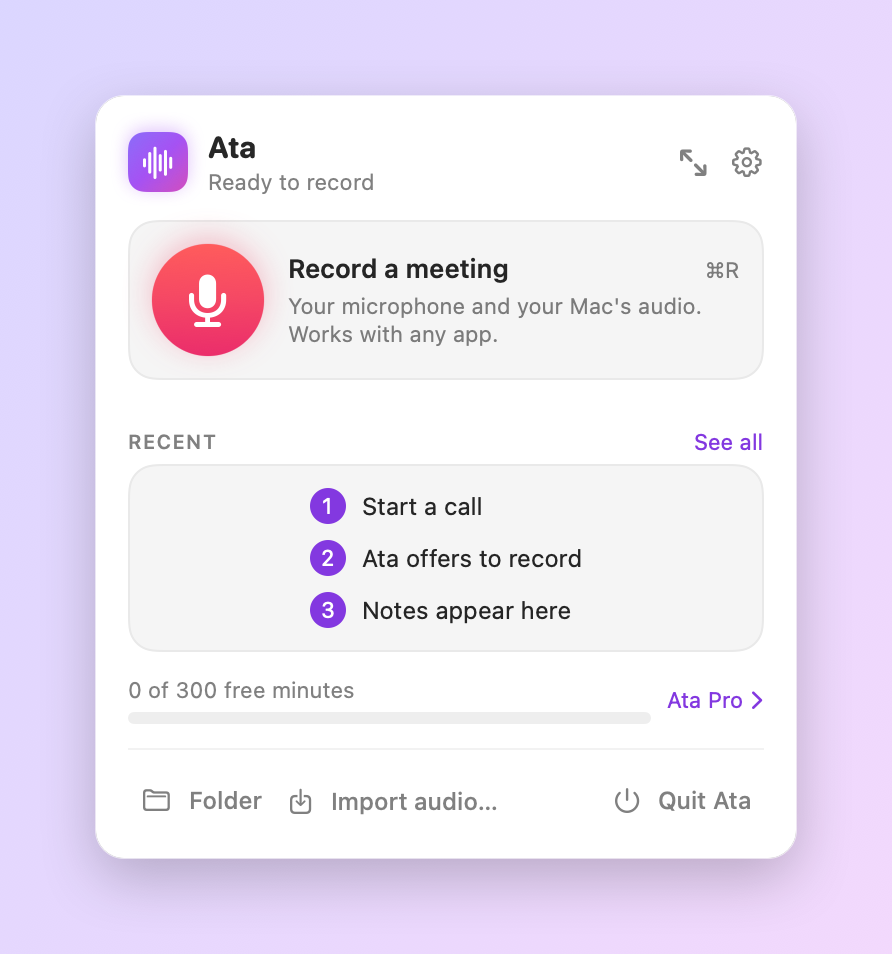 Ata
Ready to record
Record a meeting
⌘R
Your microphone and your Mac's audio.
Works with any app.
RECENT
See all
1 Start a call
2 Ata offers to record
3 Notes appear here
0 of 300 free minutes
Ata Pro
Folder
Import audio...
Quit Ata